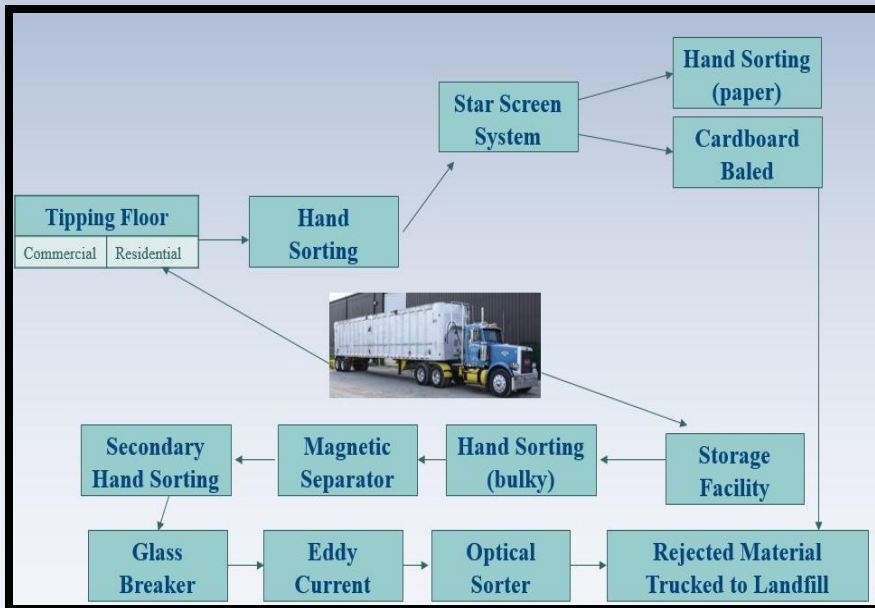 Hand Sorting
(paper)
Star Screen
System
Cardboard
Baled
Tipping Floor
Commercial Residential
Hand
Sorting
Secondary
Hand Sorting
Magnetic
Separator
Hand Sorting
(bulky)
Storage
Facility
Glass
Breaker
Eddy
Current
Optical
Sorter
Rejected Material
Trucked to Landfill